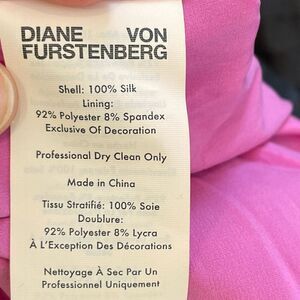 DIANE VON
FURSTENBERG
Shell: 100% Silk
Lining:
92% Polyester 8% Spandex
Exclusive Of Decoration
Professional Dry Clean Only
Made in China
Tissu Stratifié: 100% Soie
Doublure:
92% Polyester 8% Lycra
À L'Exception Des Décorations
Nettoyage À Sec Par Un
Professionnel Uniquement